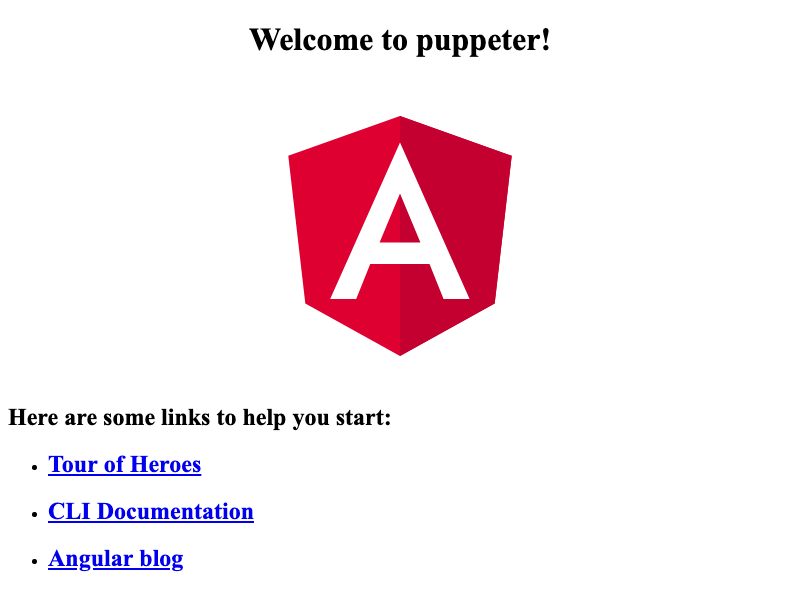 Welcome to puppeter!
A
Here are some links to help you start:
Tour of Heroes
CLI Documentation
Angular blog